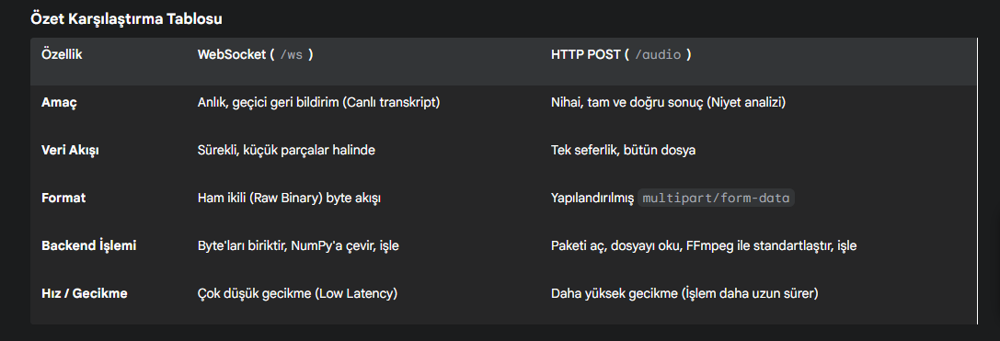 Özet Karşılaştırma Tablosu
Özellik WebSocket ( /ws ) HTTP POST ( /audio )
Amaç Anlık, geçici geri bildirim (Canlı transkript) Nihai, tam ve doğru sonuç (Niyet analizi)
Veri Akışı Sürekli, küçük parçalar halinde Tek seferlik, bütün dosya
Format Ham ikili (Raw Binary) byte akışı Yapılandırılmış multipart/form-data
Backend İşlemi Byte'ları biriktir, NumPy'a çevir, işle Paketi aç, dosyayı oku, FFmpeg ile standartlaştır, işle
Hız / Gecikme Çok düşük gecikme (Low Latency) Daha yüksek gecikme (İşlem daha uzun sürer)